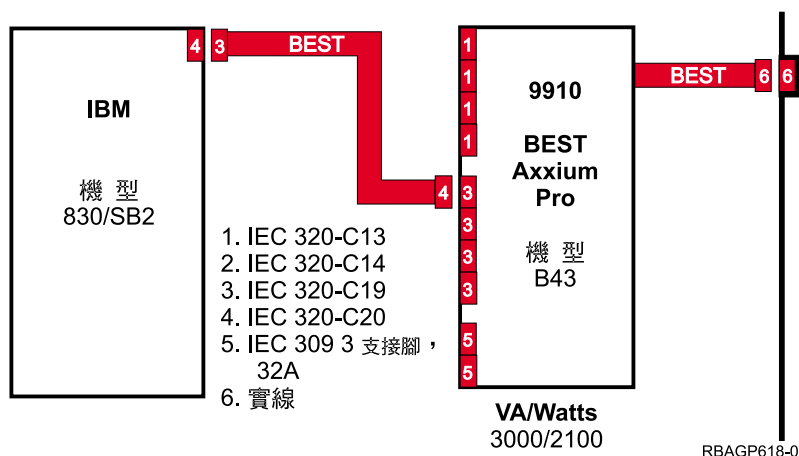 IBM
機 型
830/SB2
4
3
BEST
1
1
1
1
4
3
3
3
3
5
5
9910
BEST
Axxium
Pro
機 型
B43
VA/Watts
3000/2100
BEST
6
6
1. IEC 320-C13
2. IEC 320-C14
3. IEC 320-C19
4. IEC 320-C20
5. IEC 309 3 支接腳，
32A
6. 實線
RBAGP618-0